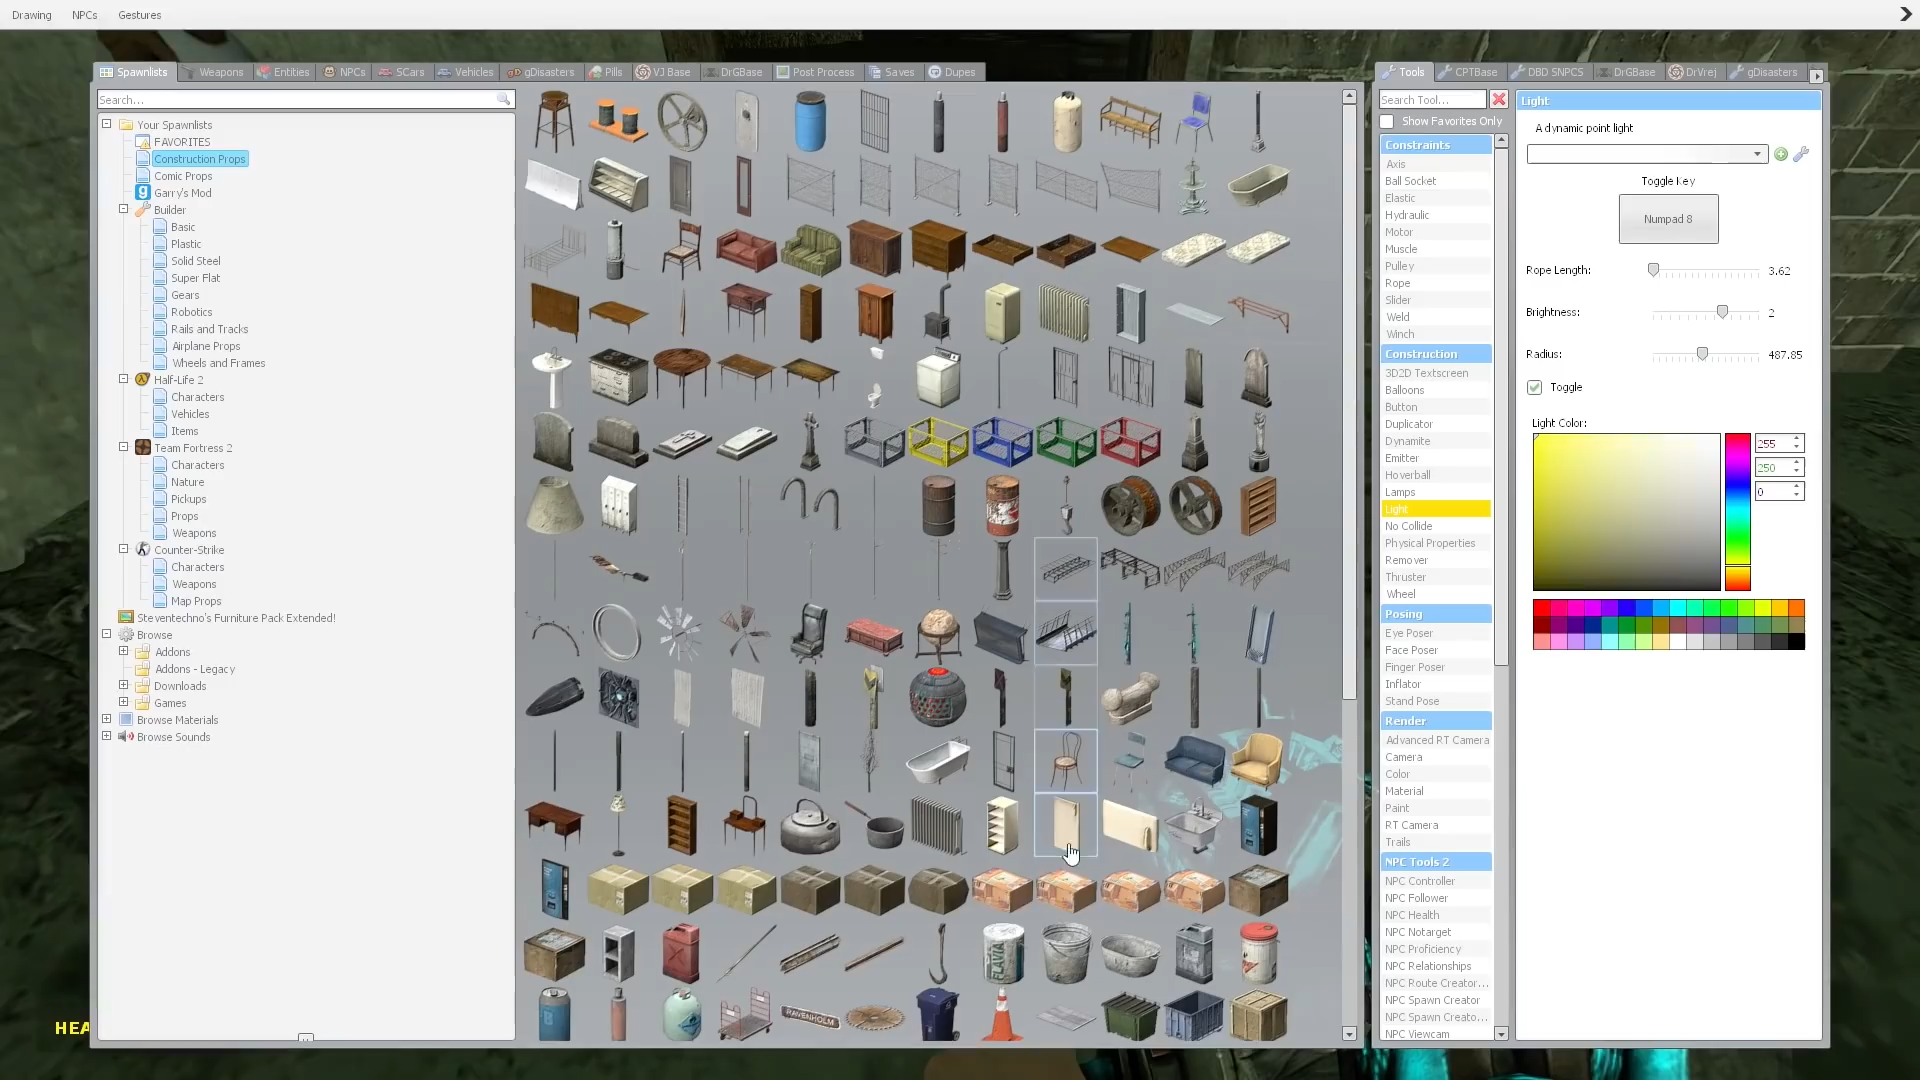 Drawing NPCs Gestures
Spawnlists Weapons Entities NPCs SCars Vehicles gDisasters Pills VJ Base DrGBase Post Process Saves Dupes
Search...
Your Spawnlists
FAVORITES
Construction Props
Comic Props
Garry's Mod
Builder
Basic
Plastic
Solid Steel
Super Flat
Gears
Robotics
Rails and Tracks
Airplane Props
Wheels and Frames
Half-Life 2
Characters
Vehicles
Items
Team Fortress 2
Characters
Nature
Pickups
Props
Weapons
Counter-Strike
Characters
Weapons
Map Props
Steventechno's Furniture Pack Extended!
Browse
Addons
Addons - Legacy
Downloads
Games
Browse Materials
Browse Sounds
HEA
FLAVIA
RAVENHOLM
Tools CPTBase DBD SNPCS DrGBase DrVrej gDisasters
Search Tool...
Show Favorites Only
Constraints
Axis
Ball Socket
Elastic
Hydraulic
Motor
Muscle
Pulley
Rope
Slider
Weld
Winch
Construction
3D2D Textscreen
Balloons
Button
Duplicator
Dynamite
Emitter
Hoverball
Lamps
Light
No Collide
Physical Properties
Remover
Thruster
Wheel
Posing
Eye Poser
Face Poser
Finger Poser
Inflator
Stand Pose
Render
Advanced RT Camera
Camera
Color
Material
Paint
RT Camera
Trails
NPC Tools 2
NPC Controller
NPC Follower
NPC Health
NPC Notarget
NPC Proficiency
NPC Relationships
NPC Route Creator...
NPC Spawn Creator
NPC Spawn Creato...
NPC Viewcam
Light
A dynamic point light
Toggle Key
Numpad 8
Rope Length: 3.62
Brightness: 2
Radius: 487.85
Toggle
Light Color:
255
250
0